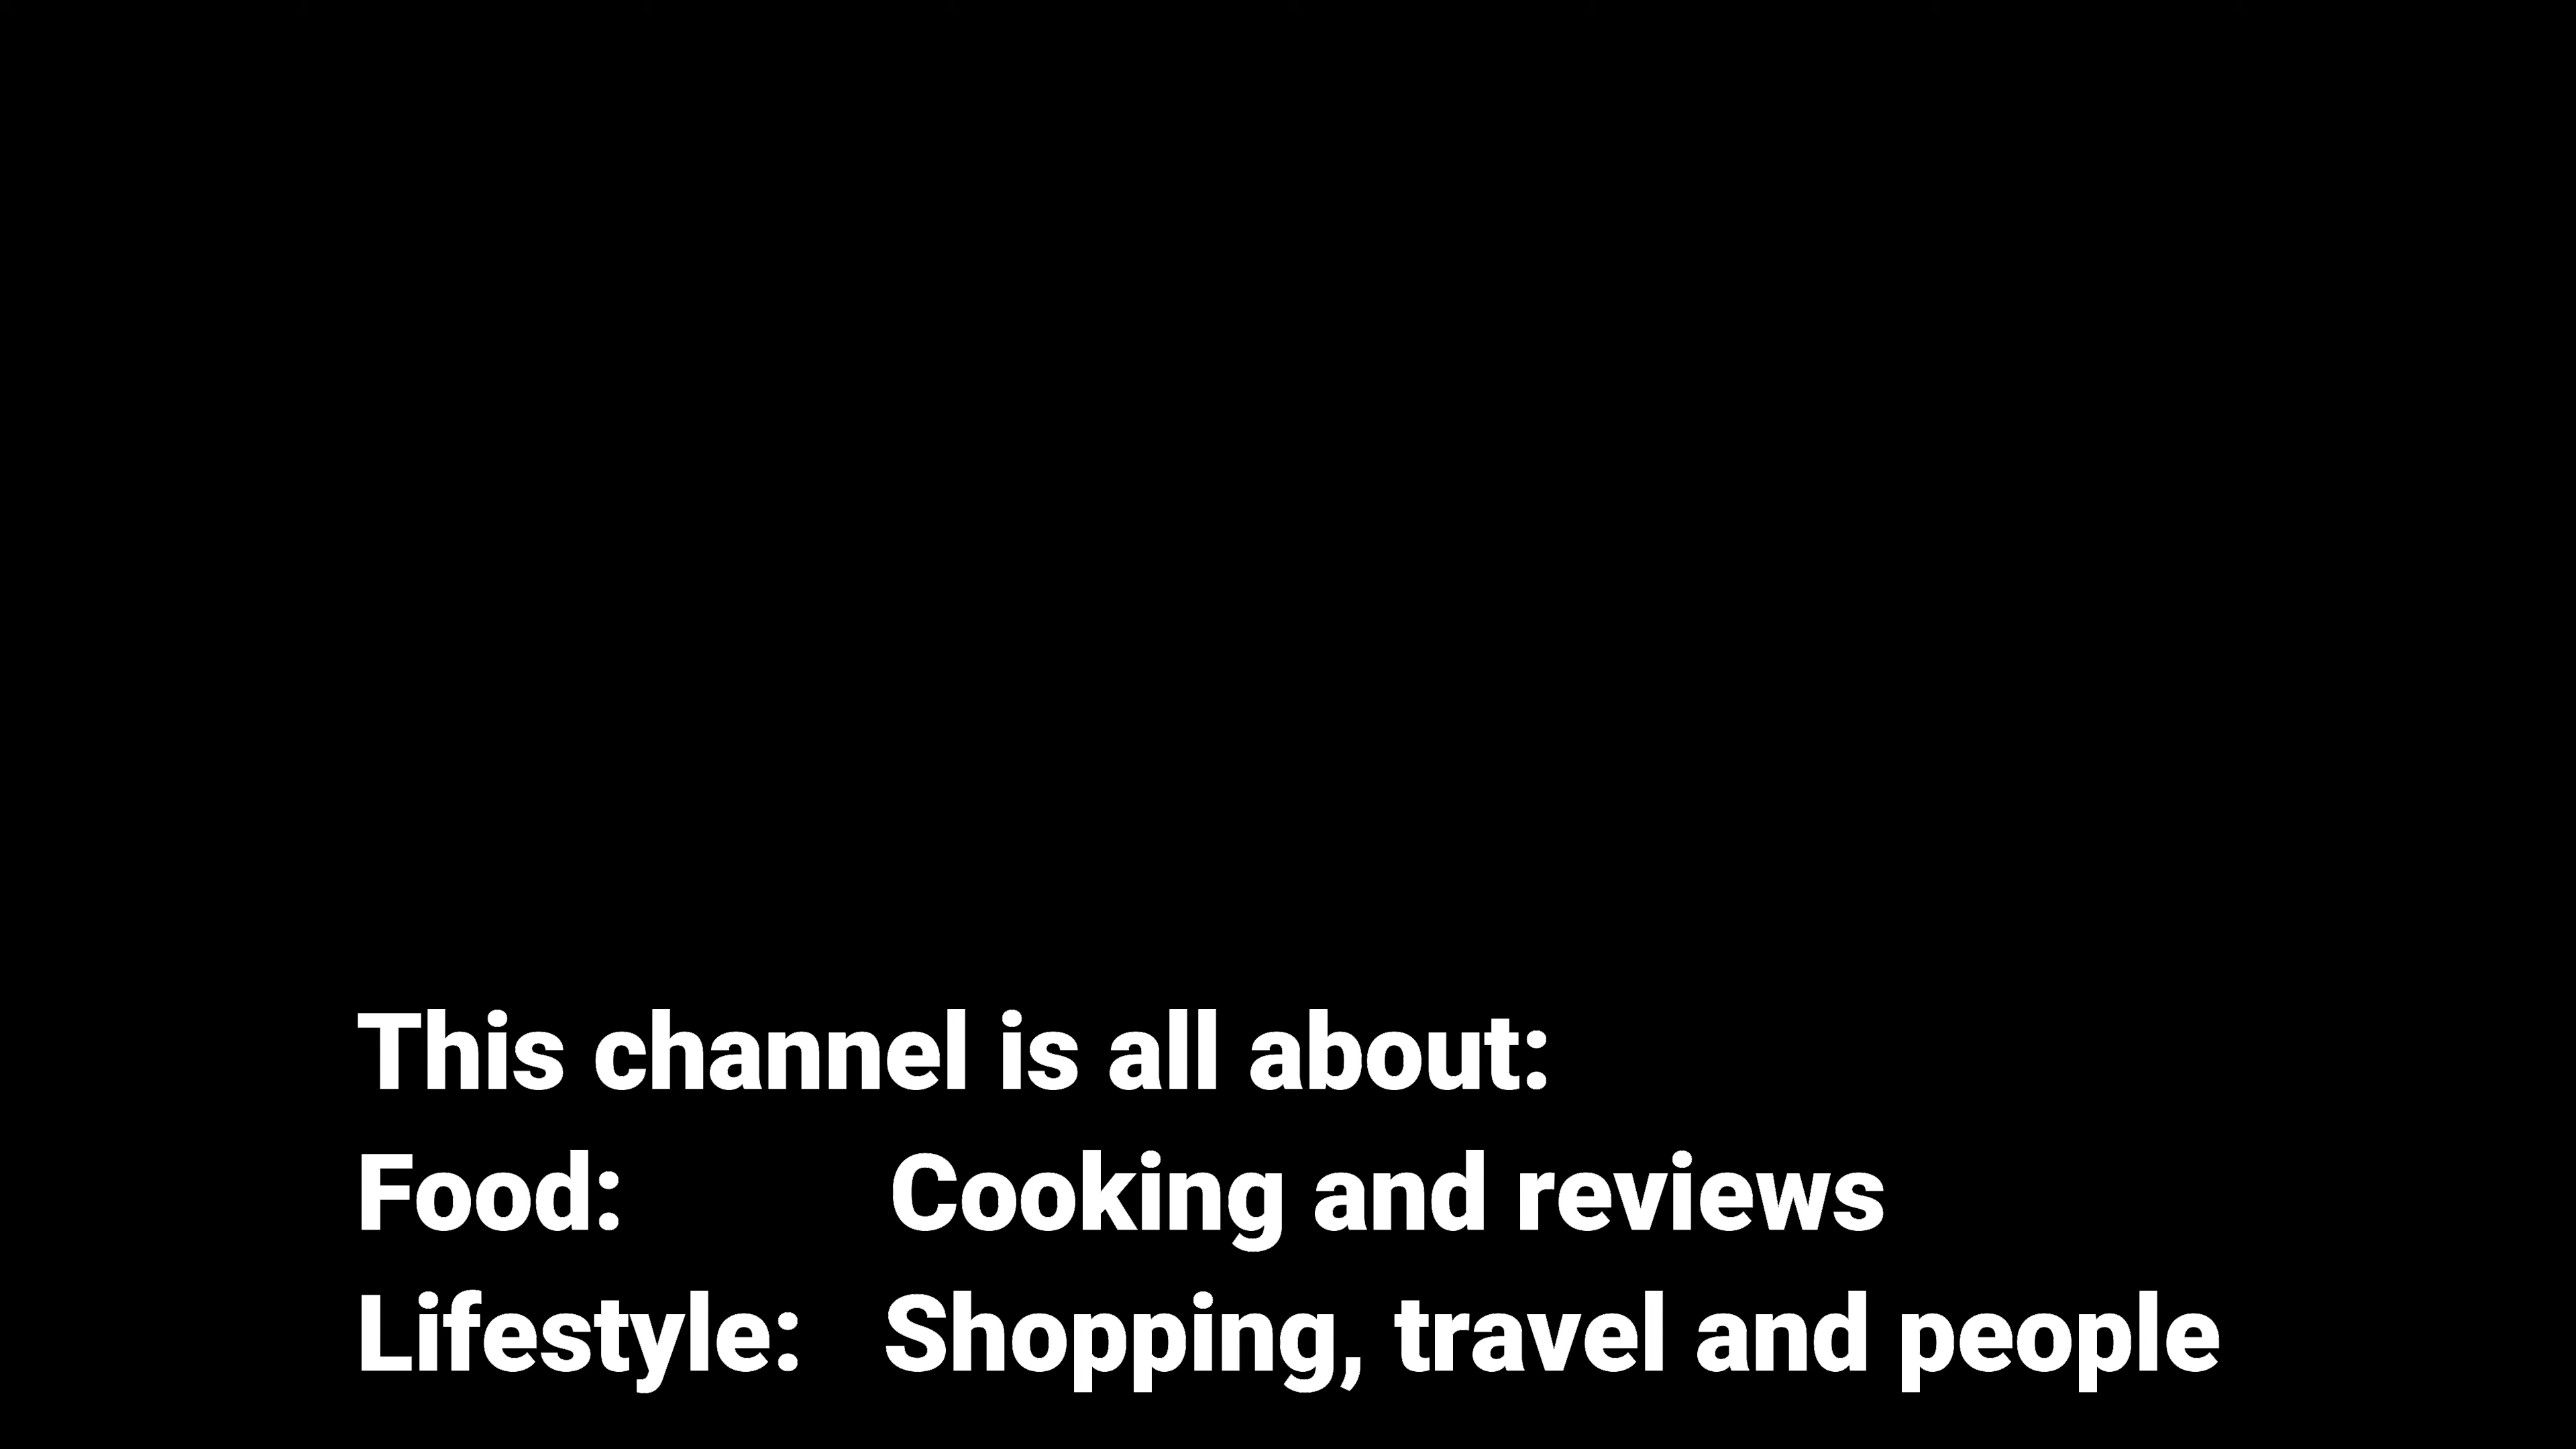 This channel is all about:
Food: Cooking and reviews
Lifestyle: Shopping, travel and people